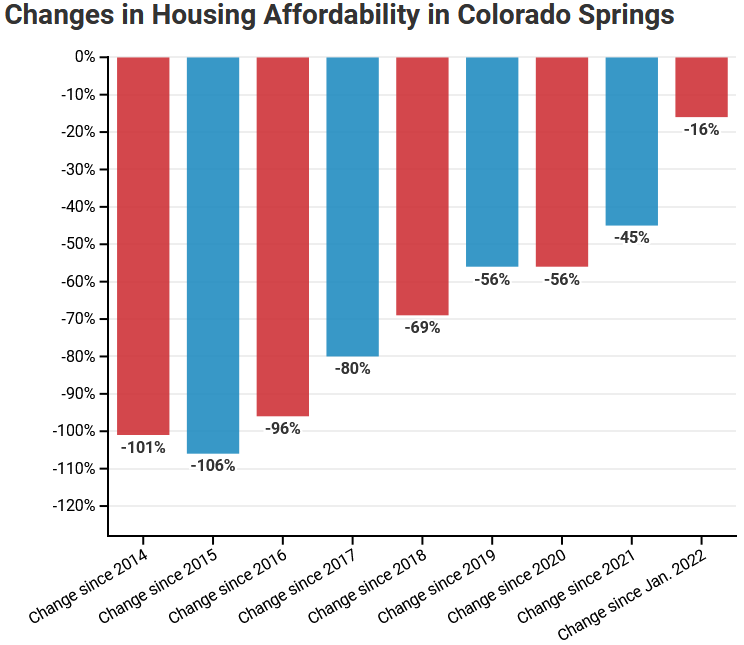 Changes in Housing Affordability in Colorado Springs
0%
-10%
-20%
-30%
-40%
-50%
-60%
-70%
-80%
-90%
-100%
-110%
-120%
-101%
-106%
-96%
-80%
-69%
-56%
-56%
-45%
-16%
Change since 2014
Change since 2015
Change since 2016
Change since 2017
Change since 2018
Change since 2019
Change since 2020
Change since 2021
Change since Jan. 2022